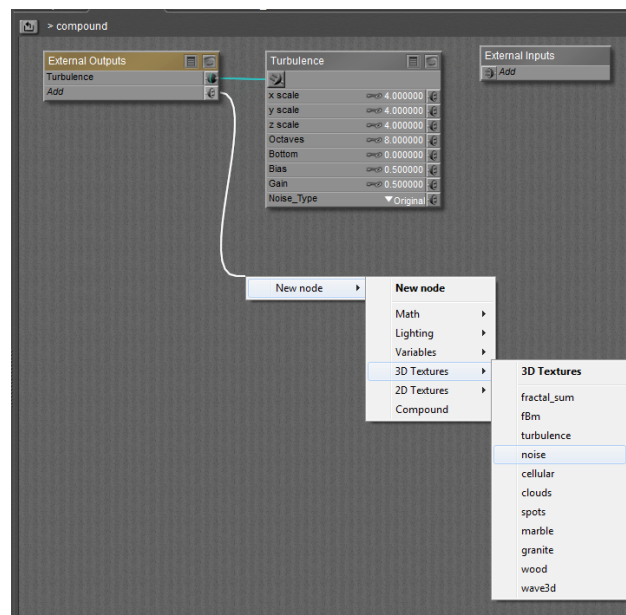 > compound
External Outputs
Turbulence
Add
Turbulence
x scale 4.000000
y scale 4.000000
z scale 4.000000
Octaves 8.000000
Bottom 0.000000
Bias 0.500000
Gain 0.500000
Noise_Type Original
External Inputs
Add
New node
New node
Math
Lighting
Variables
3D Textures
2D Textures
Compound
3D Textures
fractal_sum
fBm
turbulence
noise
cellular
clouds
spots
marble
granite
wood
wave3d